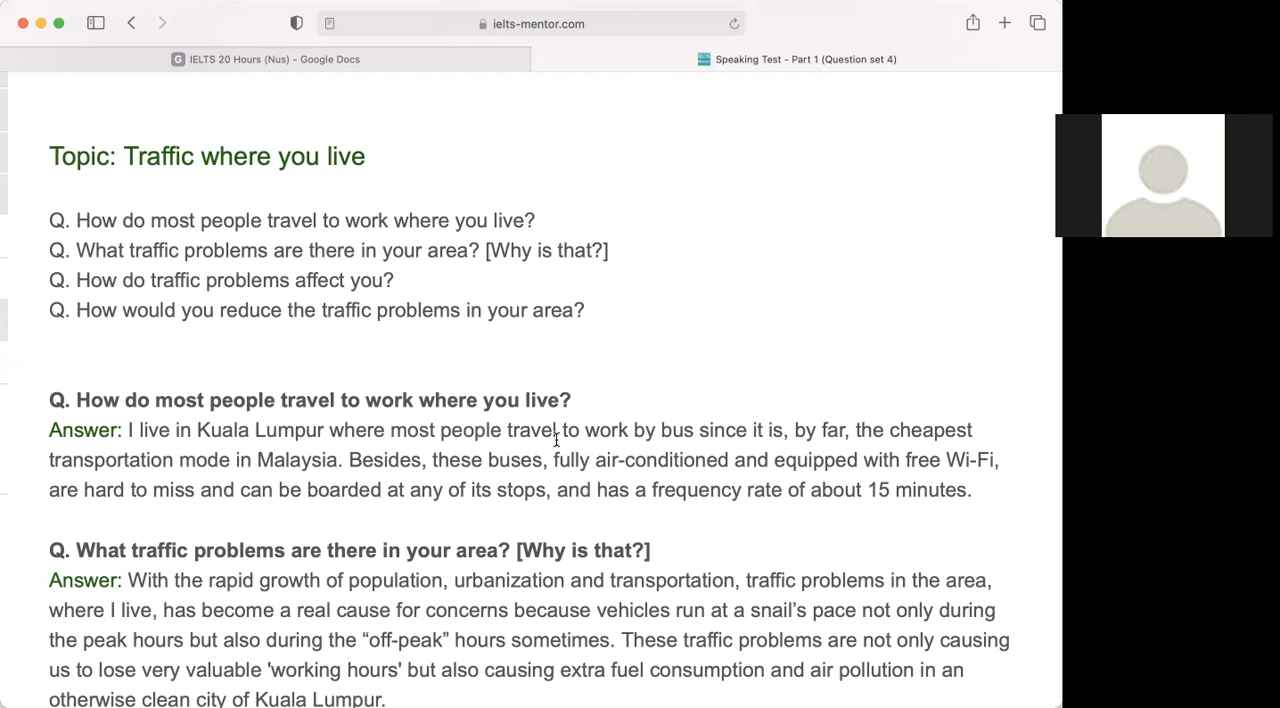 ielts-mentor.com
IELTS 20 Hours (Nus) - Google Docs
Speaking Test - Part 1 (Question set 4)
Topic: Traffic where you live
Q. How do most people travel to work where you live?
Q. What traffic problems are there in your area? [Why is that?]
Q. How do traffic problems affect you?
Q. How would you reduce the traffic problems in your area?
Q. How do most people travel to work where you live?
Answer: I live in Kuala Lumpur where most people travel to work by bus since it is, by far, the cheapest
transportation mode in Malaysia. Besides, these buses, fully air-conditioned and equipped with free Wi-Fi,
are hard to miss and can be boarded at any of its stops, and has a frequency rate of about 15 minutes.
Q. What traffic problems are there in your area? [Why is that?]
Answer: With the rapid growth of population, urbanization and transportation, traffic problems in the area,
where I live, has become a real cause for concerns because vehicles run at a snail’s pace not only during
the peak hours but also during the “off-peak” hours sometimes. These traffic problems are not only causing
us to lose very valuable 'working hours' but also causing extra fuel consumption and air pollution in an
otherwise clean city of Kuala Lumpur.